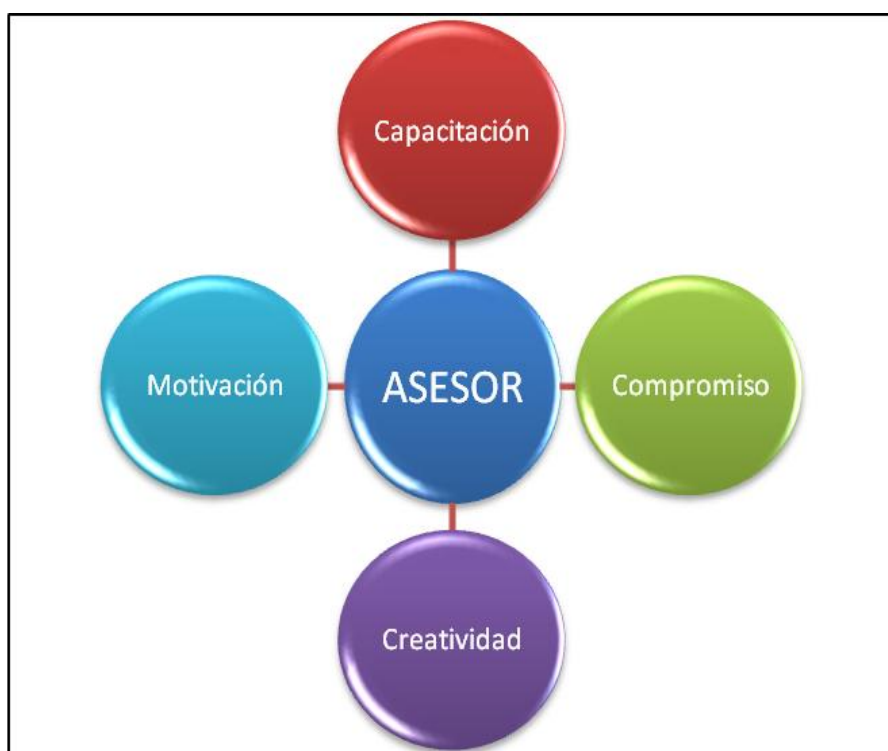 Capacitación
Motivación
ASESOR
Compromiso
Creatividad